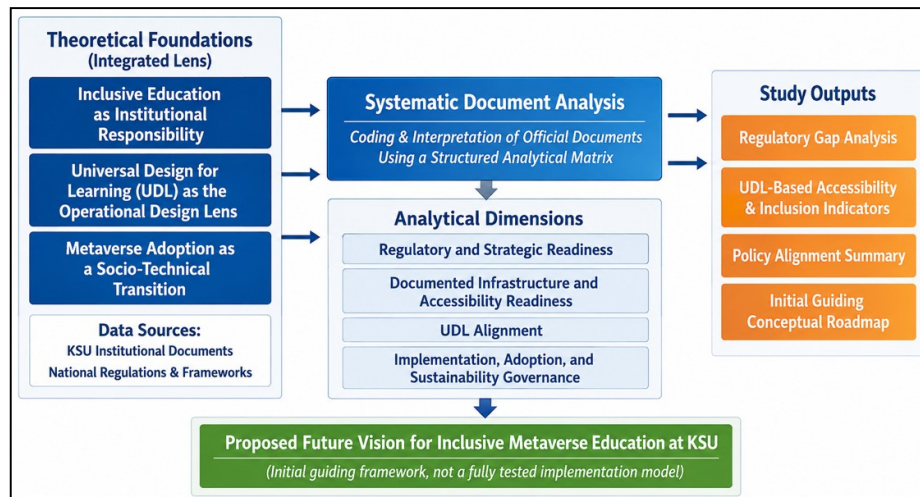 Theoretical Foundations
(Integrated Lens)
Inclusive Education
as Institutional
Responsibility
Universal Design for
Learning (UDL) as the
Operational Design Lens
Metaverse Adoption as
a Socio-Technical
Transition
Data Sources:
KSU Institutional Documents
National Regulations & Frameworks
Systematic Document Analysis
Coding & Interpretation of Official Documents
Using a Structured Analytical Matrix
Analytical Dimensions
Regulatory and Strategic Readiness
Documented Infrastructure and
Accessibility Readiness
UDL Alignment
Implementation, Adoption, and
Sustainability Governance
Study Outputs
Regulatory Gap Analysis
UDL-Based Accessibility
& Inclusion Indicators
Policy Alignment Summary
Initial Guiding
Conceptual Roadmap
Proposed Future Vision for Inclusive Metaverse Education at KSU
(Initial guiding framework, not a fully tested implementation model)